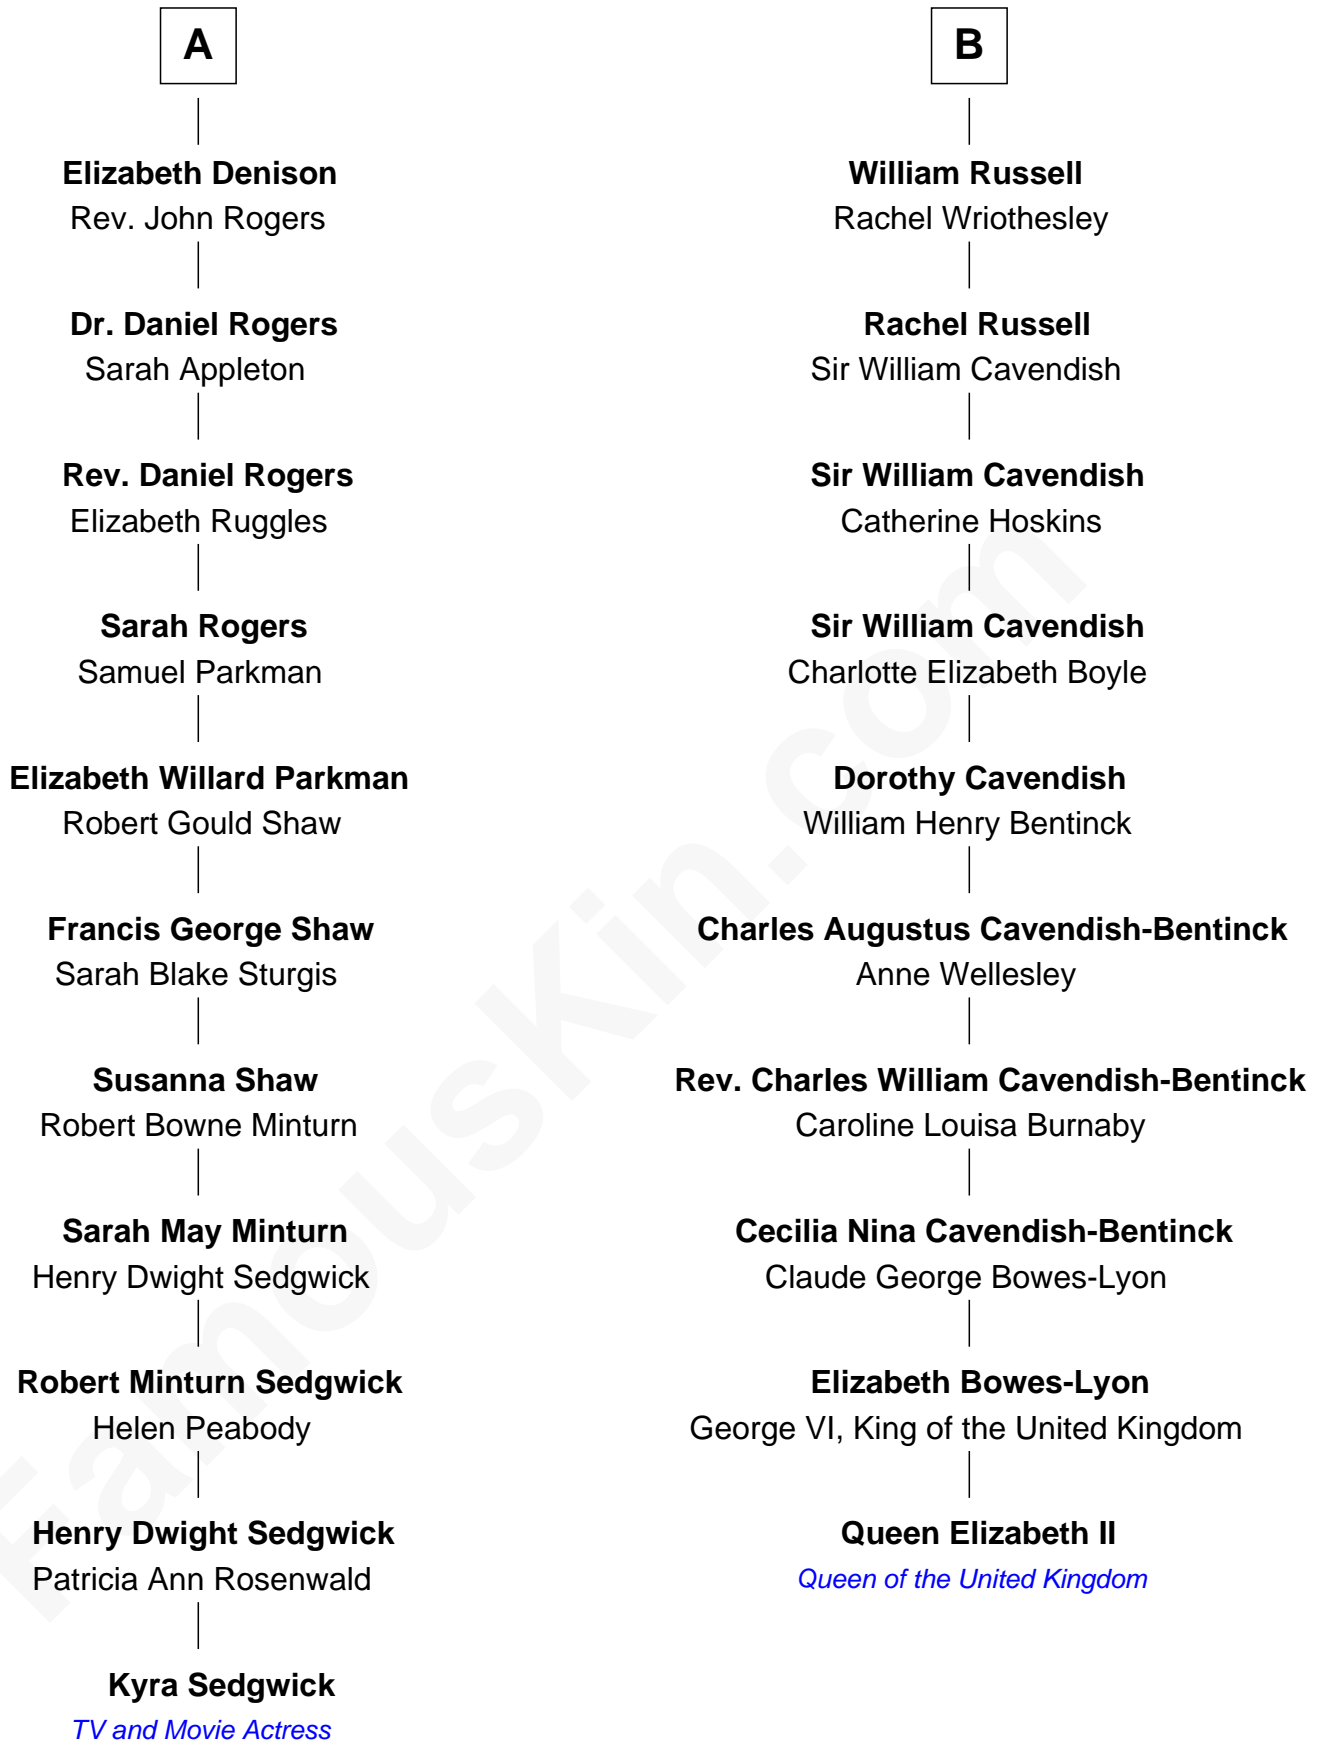 A
Elizabeth Denison
Rev. John Rogers
Dr. Daniel Rogers
Sarah Appleton
Rev. Daniel Rogers
Elizabeth Ruggles
Sarah Rogers
Samuel Parkman
Elizabeth Willard Parkman
Robert Gould Shaw
Francis George Shaw
Sarah Blake Sturgis
Susanna Shaw
Robert Bowne Minturn
Sarah May Minturn
Henry Dwight Sedgwick
Robert Minturn Sedgwick
Helen Peabody
Henry Dwight Sedgwick
Patricia Ann Rosenwald
Kyra Sedgwick
TV and Movie Actress
B
William Russell
Rachel Wriothesley
Rachel Russell
Sir William Cavendish
Sir William Cavendish
Catherine Hoskins
Sir William Cavendish
Charlotte Elizabeth Boyle
Dorothy Cavendish
William Henry Bentinck
Charles Augustus Cavendish-Bentinck
Anne Wellesley
Rev. Charles William Cavendish-Bentinck
Caroline Louisa Burnaby
Cecilia Nina Cavendish-Bentinck
Claude George Bowes-Lyon
Elizabeth Bowes-Lyon
George VI, King of the United Kingdom
Queen Elizabeth II
Queen of the United Kingdom
FamousKin.com